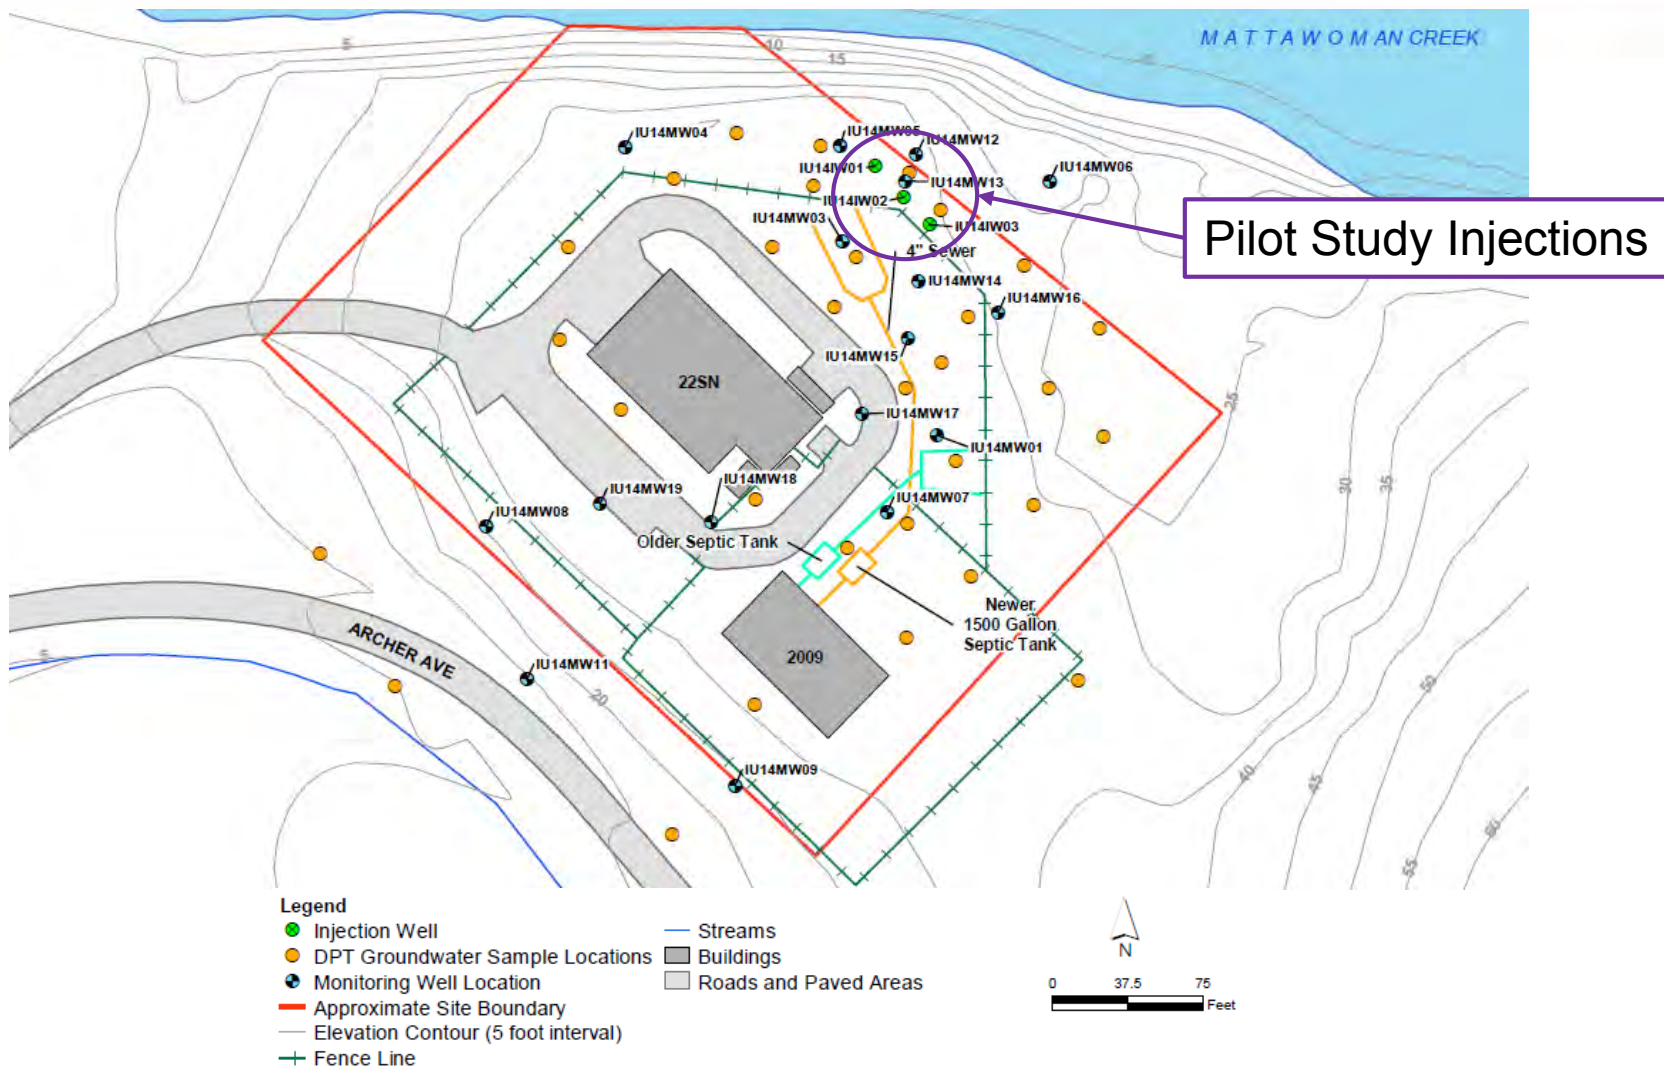 MATTAWOMAN CREEK
5
10
15
IU14MW04
IU14MW05
IU14MW12
IU14IW01
IU14MW06
IU14MW13
IU14IW02
IU14MW03
IU14IW03
Pilot Study Injections
4" Sewer
IU14MW14
IU14MW16
IU14MW15
22SN
25
IU14MW17
IU14MW01
IU14MW18
IU14MW19
30
35
IU14MW07
IU14MW08
Older Septic Tank
Newer
1500 Gallon
Septic Tank
ARCHER AVE
5
2009
IU14MW11
20
50
IU14MW09
40
45
60
55
Legend
Injection Well
DPT Groundwater Sample Locations
Monitoring Well Location
Approximate Site Boundary
Elevation Contour (5 foot interval)
Fence Line
Streams
Buildings
Roads and Paved Areas
N
0 37.5 75
Feet